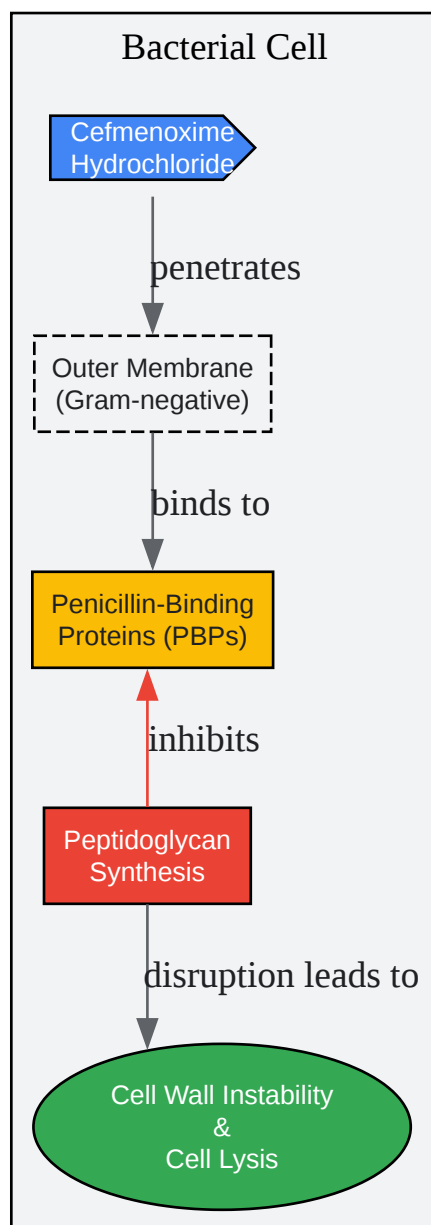 Bacterial Cell
Cefmenoxime
Hydrochloride
penetrates
Outer Membrane
(Gram-negative)
binds to
Penicillin-Binding
Proteins (PBPs)
inhibits
Peptidoglycan
Synthesis
disruption leads to
Cell Wall Instability
&
Cell Lysis